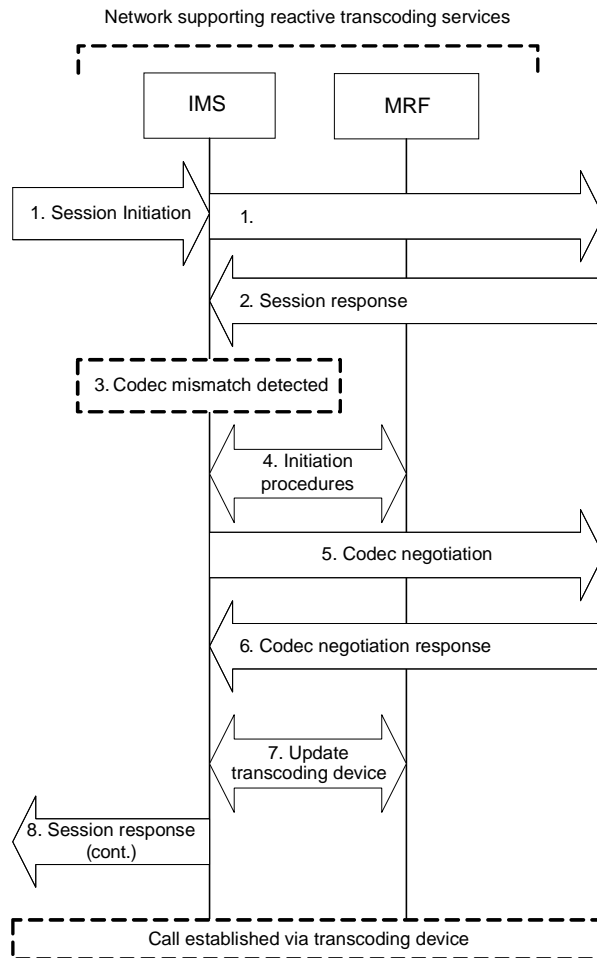 Network supporting reactive transcoding services
IMS
MRF
1. Session Initiation
1.
2. Session response
3. Codec mismatch detected
4. Initiation
procedures
5. Codec negotiation
6. Codec negotiation response
7. Update
transcoding device
8. Session response
(cont.)
Call established via transcoding device